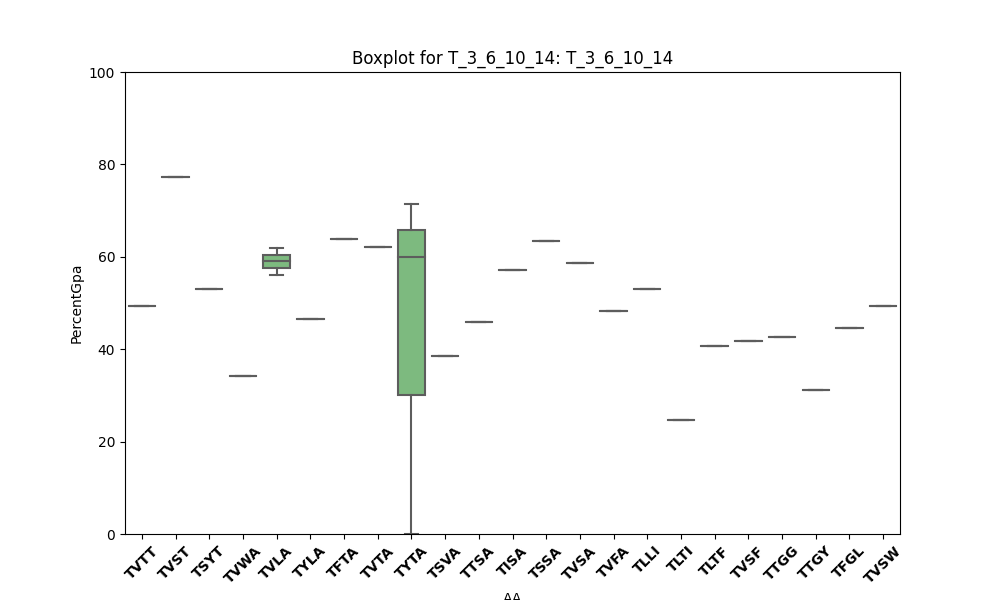 Boxplot for T_3_6_10_14: T_3_6_10_14
100
80
60
40
20
0
PercentGpa
TVTT TVST TSYT TVWA TVLA TYLA TFTA TVTA TYTA TSVA TTSA TISA TSSA TVSA TVFA TLLI TLTI TLTF TVSF TTGG TTGY TFGL TVSW
AA